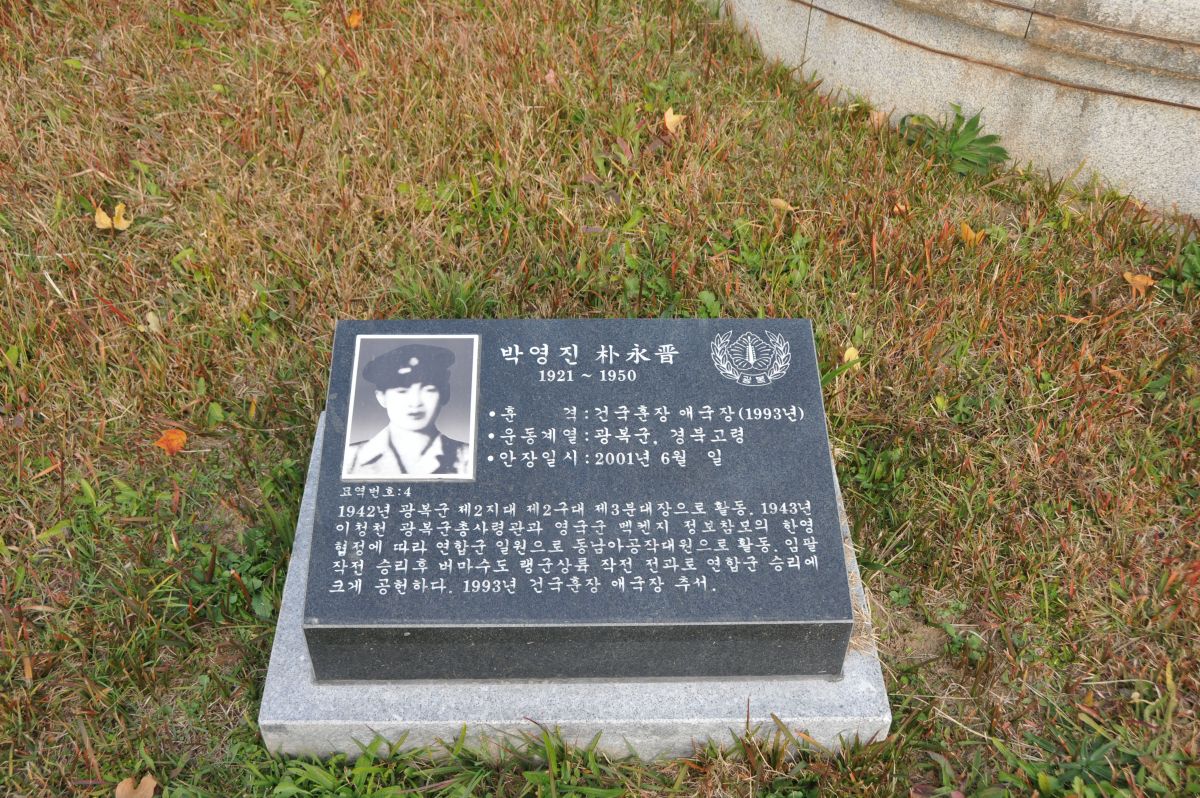 박영진 朴永晋
1921 ~ 1950
광복
• 훈 격 : 건국훈장 애국장 (1993년)
• 운동계열 : 광복군, 경북고령
• 안장일시 : 2001년 6월 일
묘역번호 : 4
1942년 광복군 제2지대 제2구대 제3분대장으로 활동. 1943년
이청천 광복군총사령관과 영국군 맥켄지 정보참모의 한영
협정에 따라 연합군 일원으로 동남아공작대원으로 활동. 임팔
작전 승리후 버마수도 랭군상륙 작전 전과로 연합군 승리에
크게 공헌하다. 1993년 건국훈장 애국장 추서.